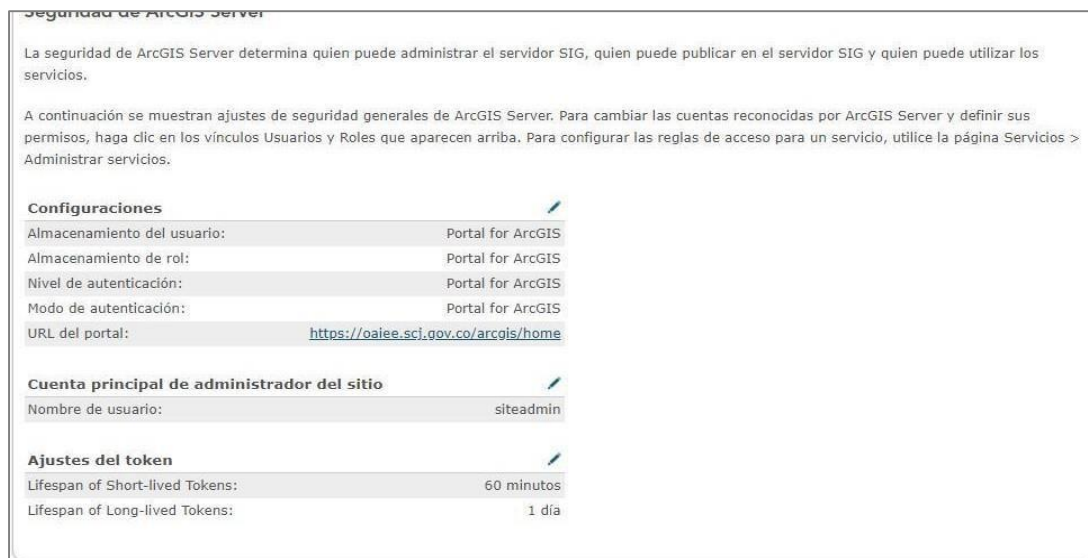 Seguridad de ArcGIS Server
La seguridad de ArcGIS Server determina quien puede administrar el servidor SIG, quien puede publicar en el servidor SIG y quien puede utilizar los
servicios.
A continuación se muestran ajustes de seguridad generales de ArcGIS Server. Para cambiar las cuentas reconocidas por ArcGIS Server y definir sus
permisos, haga clic en los vínculos Usuarios y Roles que aparecen arriba. Para configurar las reglas de acceso para un servicio, utilice la página Servicios >
Administrar servicios.
Configuraciones
Almacenamiento del usuario: Portal for ArcGIS
Almacenamiento de rol: Portal for ArcGIS
Nivel de autenticación: Portal for ArcGIS
Modo de autenticación: Portal for ArcGIS
URL del portal: https://oaiee.scj.gov.co/arcgis/home
Cuenta principal de administrador del sitio
Nombre de usuario: siteadmin
Ajustes del token
Lifespan of Short-lived Tokens: 60 minutos
Lifespan of Long-lived Tokens: 1 día